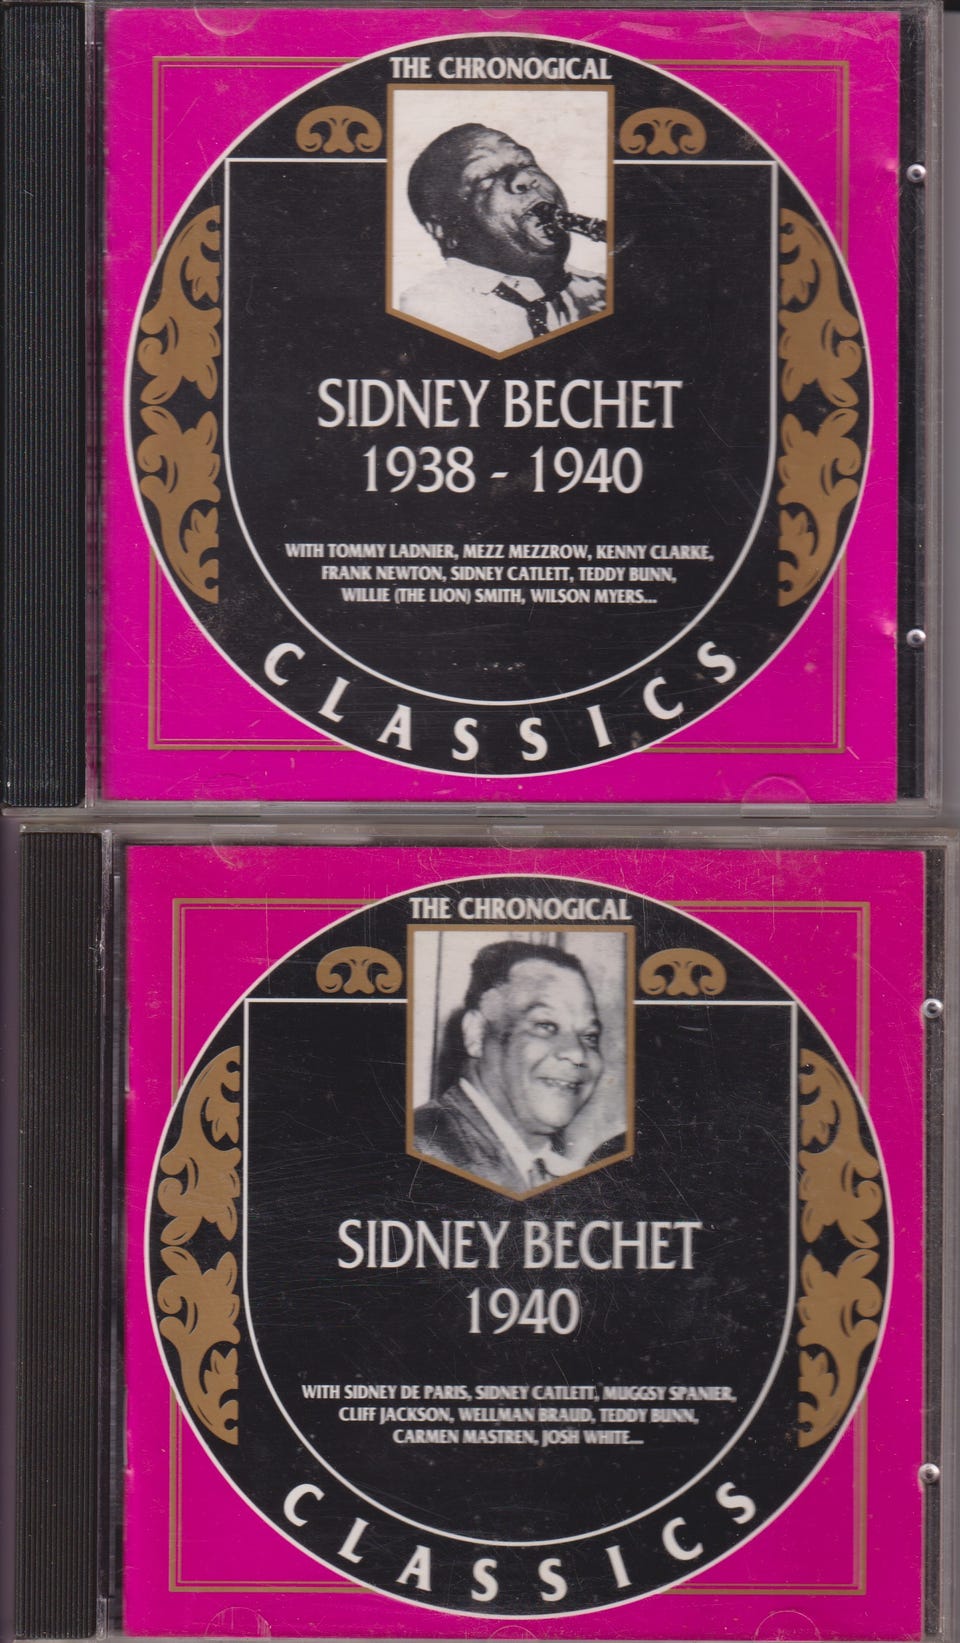 THE CHRONOGICAL
SIDNEY BECHET
1938 - 1940
WITH TOMMY LADNIER, MEZZ MEZZROW, KENNY CLARKE,
FRANK NEWTON, SIDNEY CATLETT, TEDDY BUNN,
WILLIE (THE LION) SMITH, WILSON MYERS...
CLASSICS
THE CHRONOGICAL
SIDNEY BECHET
1940
WITH SIDNEY DE PARIS, SIDNEY CATLETT, MUGGSY SPANIER,
CLIFF JACKSON, WELLMAN BRAUD, TEDDY BUNN,
CARMEN MASTREN, JOSH WHITE...
CLASSICS